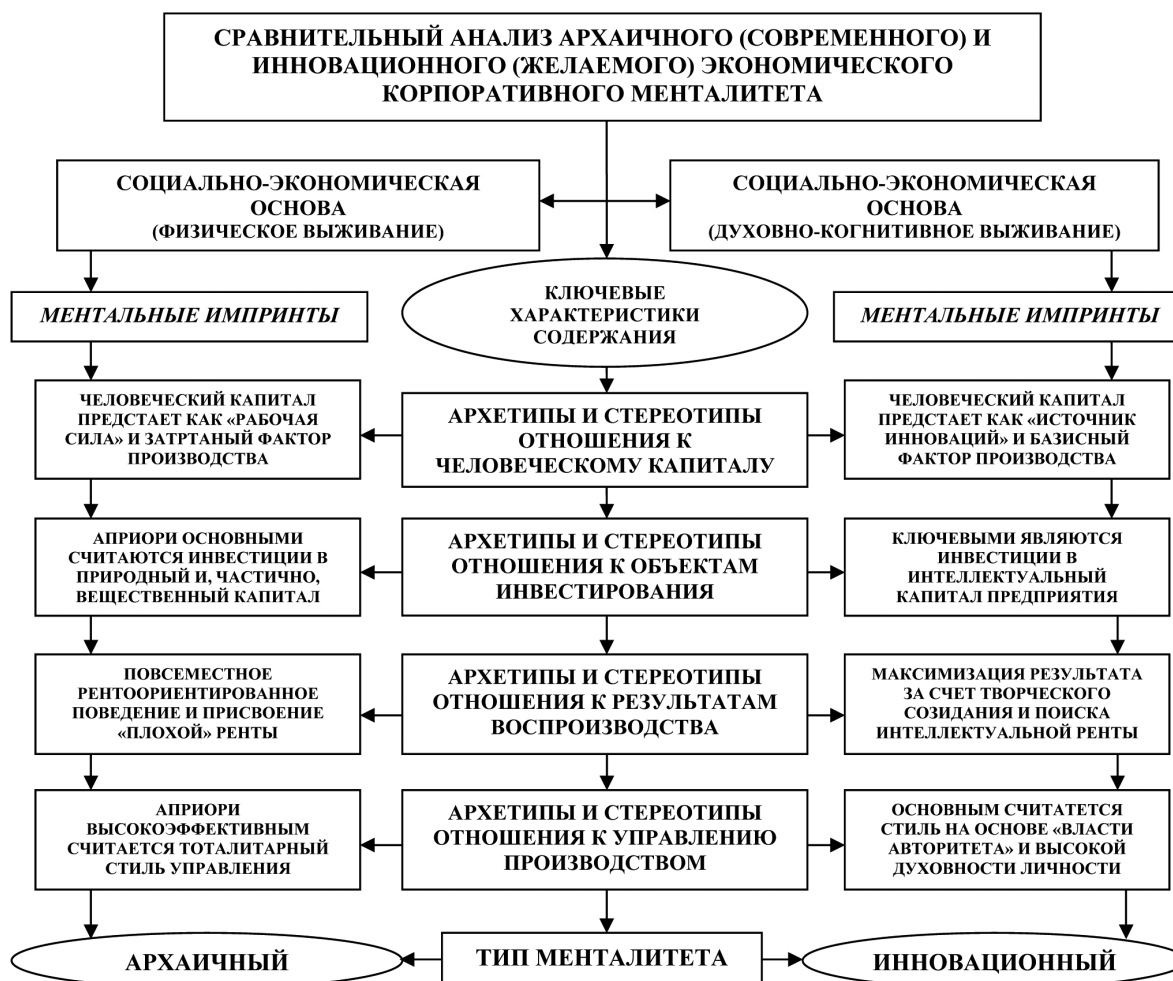 СРАВНИТЕЛЬНЫЙ АНАЛИЗ АРХАИЧНОГО (СОВРЕМЕННОГО) И
ИННОВАЦИОННОГО (ЖЕЛАЕМОГО) ЭКОНОМИЧЕСКОГО
КОРПОРАТИВНОГО МЕНТАЛИТЕТА
СОЦИАЛЬНО-ЭКОНОМИЧЕСКАЯ
ОСНОВА
(ФИЗИЧЕСКОЕ ВЫЖИВАНИЕ)
СОЦИАЛЬНО-ЭКОНОМИЧЕСКАЯ
ОСНОВА
(ДУХОВНО-КОГНИТИВНОЕ ВЫЖИВАНИЕ)
МЕНТАЛЬНЫЕ ИМПРИНТЫ
КЛЮЧЕВЫЕ
ХАРАКТЕРИСТИКИ
СОДЕРЖАНИЯ
МЕНТАЛЬНЫЕ ИМПРИНТЫ
ЧЕЛОВЕЧЕСКИЙ КАПИТАЛ
ПРЕДСТАЕТ КАК «РАБОЧАЯ
СИЛА» И ЗАТРТАНЫЙ ФАКТОР
ПРОИЗВОДСТВА
АРХЕТИПЫ И СТЕРЕОТИПЫ
ОТНОШЕНИЯ К
ЧЕЛОВЕЧЕСКОМУ КАПИТАЛУ
ЧЕЛОВЕЧЕСКИЙ КАПИТАЛ
ПРЕДСТАЕТ КАК «ИСТОЧНИК
ИННОВАЦИЙ» И БАЗИСНЫЙ
ФАКТОР ПРОИЗВОДСТВА
АПРИОРИ ОСНОВНЫМИ
СЧИТАЮТСЯ ИНВЕСТИЦИИ В
ПРИРОДНЫЙ И, ЧАСТИЧНО,
ВЕЩЕСТВЕННЫЙ КАПИТАЛ
АРХЕТИПЫ И СТЕРЕОТИПЫ
ОТНОШЕНИЯ К ОБЪЕКТАМ
ИНВЕСТИРОВАНИЯ
КЛЮЧЕВЫМИ ЯВЛЯЮТСЯ
ИНВЕСТИЦИИ В
ИНТЕЛЛЕКТУАЛЬНЫЙ
КАПИТАЛ ПРЕДПРИЯТИЯ
ПОВСЕМЕСТНОЕ
РЕНТООРИЕНТИРОВАННОЕ
ПОВЕДЕНИЕ И ПРИСВОЕНИЕ
«ПЛОХОЙ» РЕНТЫ
АРХЕТИПЫ И СТЕРЕОТИПЫ
ОТНОШЕНИЯ К РЕЗУЛЬТАТАМ
ВОСПРОИЗВОДСТВА
МАКСИМИЗАЦИЯ РЕЗУЛЬТАТА
ЗА СЧЕТ ТВОРЧЕСКОГО
СОЗИДАНИЯ И ПОИСКА
ИНТЕЛЛЕКТУАЛЬНОЙ РЕНТЫ
АПРИОРИ
ВЫСОКОЭФФЕКТИВНЫМ
СЧИТАЕТСЯ ТОТАЛИТАРНЫЙ
СТИЛЬ УПРАВЛЕНИЯ
АРХЕТИПЫ И СТЕРЕОТИПЫ
ОТНОШЕНИЯ К УПРАВЛЕНИЮ
ПРОИЗВОДСТВОМ
ОСНОВНЫМ СЧИТАТЕТСЯ
СТИЛЬ НА ОСНОВЕ «ВЛАСТИ
АВТОРИТЕТА» И ВЫСОКОЙ
ДУХОВНОСТИ ЛИЧНОСТИ
АРХАИЧНЫЙ
ТИП МЕНТАЛИТЕТА
ИННОВАЦИОННЫЙ